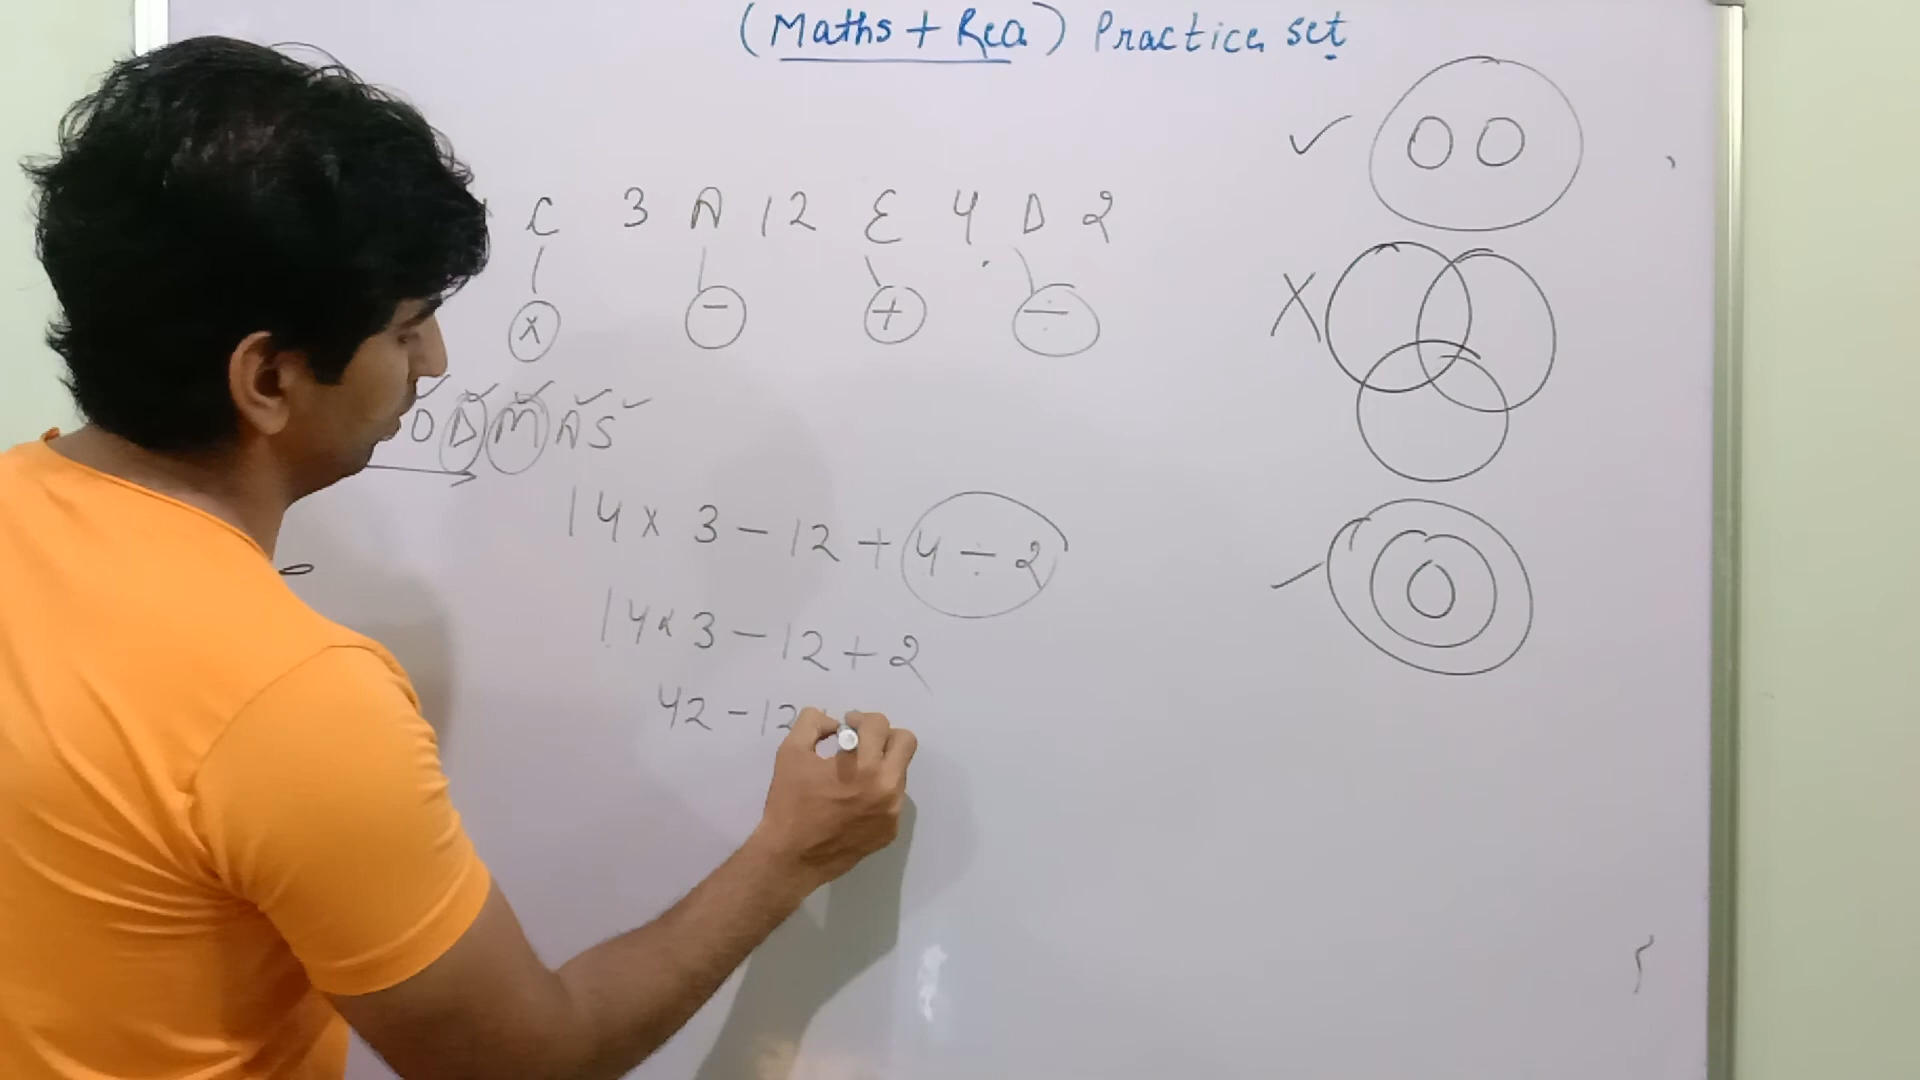 (Maths + Rea) Practice set
C 3 A 12 E 4 D 2
× - + ÷
O D M A S
14 × 3 - 12 + 4 ÷ 2
14 × 3 - 12 + 2
42 - 12